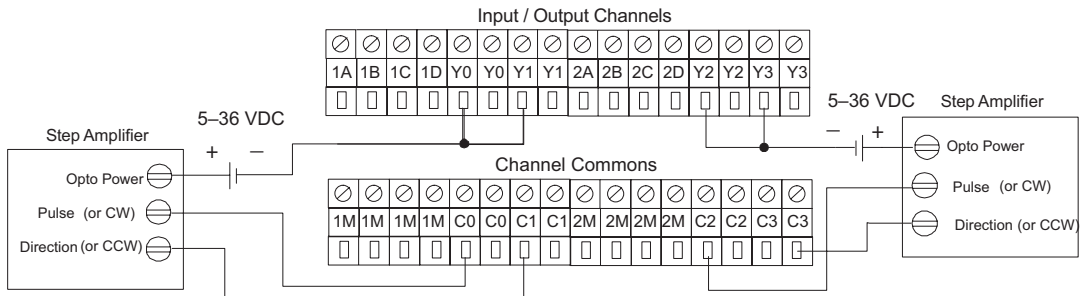 Input / Output Channels
1A 1B 1C 1D Y0 Y0 Y1 Y1 2A 2B 2C 2D Y2 Y2 Y3 Y3
5–36 VDC
+ –
Step Amplifier
Opto Power
Pulse (or CW)
Direction (or CCW)
Channel Commons
1M 1M 1M 1M C0 C0 C1 C1 2M 2M 2M 2M C2 C2 C3 C3
5–36 VDC
– +
Step Amplifier
Opto Power
Pulse (or CW)
Direction (or CCW)